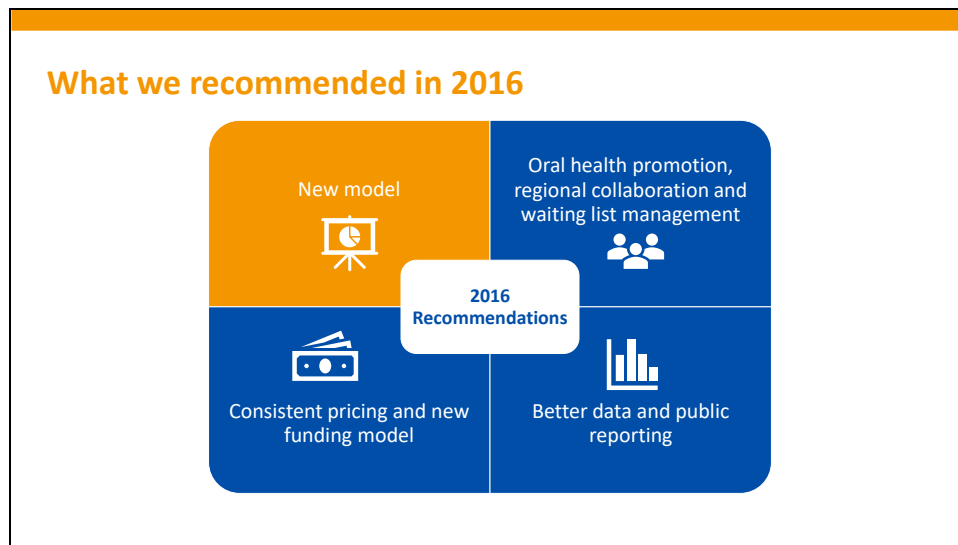 What we recommended in 2016
New model
Oral health promotion,
regional collaboration and
waiting list management
2016
Recommendations
Consistent pricing and new
funding model
Better data and public
reporting